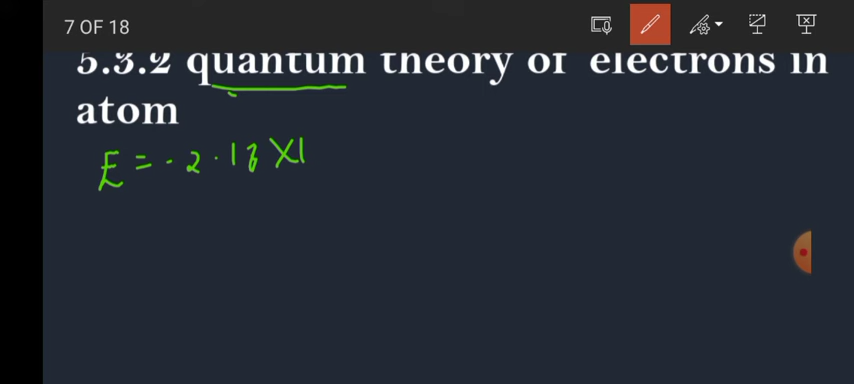 7 OF 18
5.3.2 quantum theory of electrons in
atom
E = - 2.18 X1